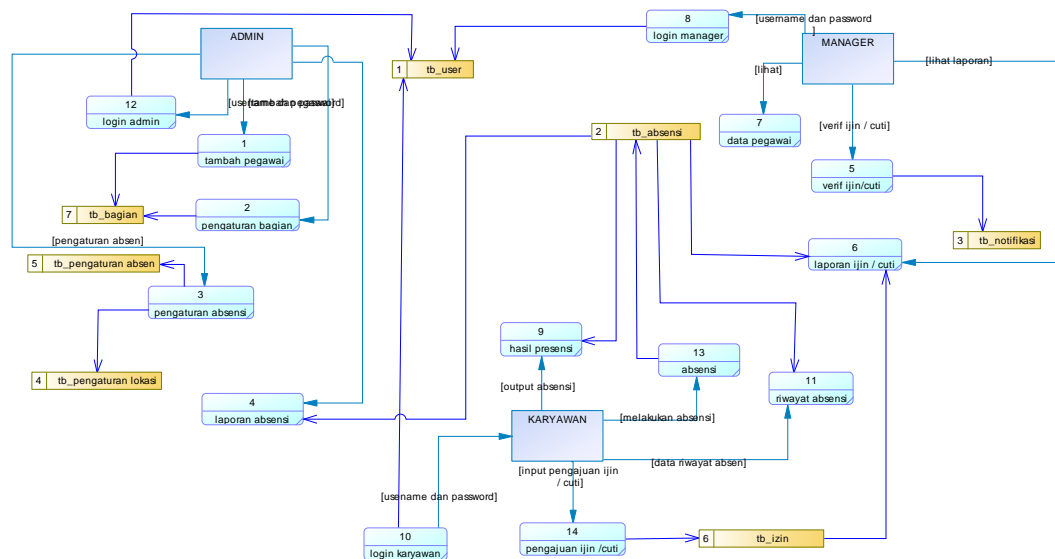 8
login manager
[username dan password
]
ADMIN
MANAGER
[lihat laporan]
1 tb_user
[lihat]
12
login admin
[username dan password]
[tambah pegawai]
7
data pegawai
2 tb_absensi
[verif ijin / cuti]
1
tambah pegawai
5
verif ijin/cuti
7 tb_bagian
2
pengaturan bagian
[pengaturan absen]
3 tb_notifikasi
6
laporan ijin / cuti
5 tb_pengaturan absen
3
pengaturan absensi
9
hasil presensi
13
absensi
4 tb_pengaturan lokasi
11
riwayat absensi
[output absensi]
4
laporan absensi
KARYAWAN
[melakukan absensi]
[data riwayat absen]
[input pengajuan ijin
/ cuti]
[usename dan password]
10
login karyawan
14
pengajuan ijin /cuti
6 tb_izin